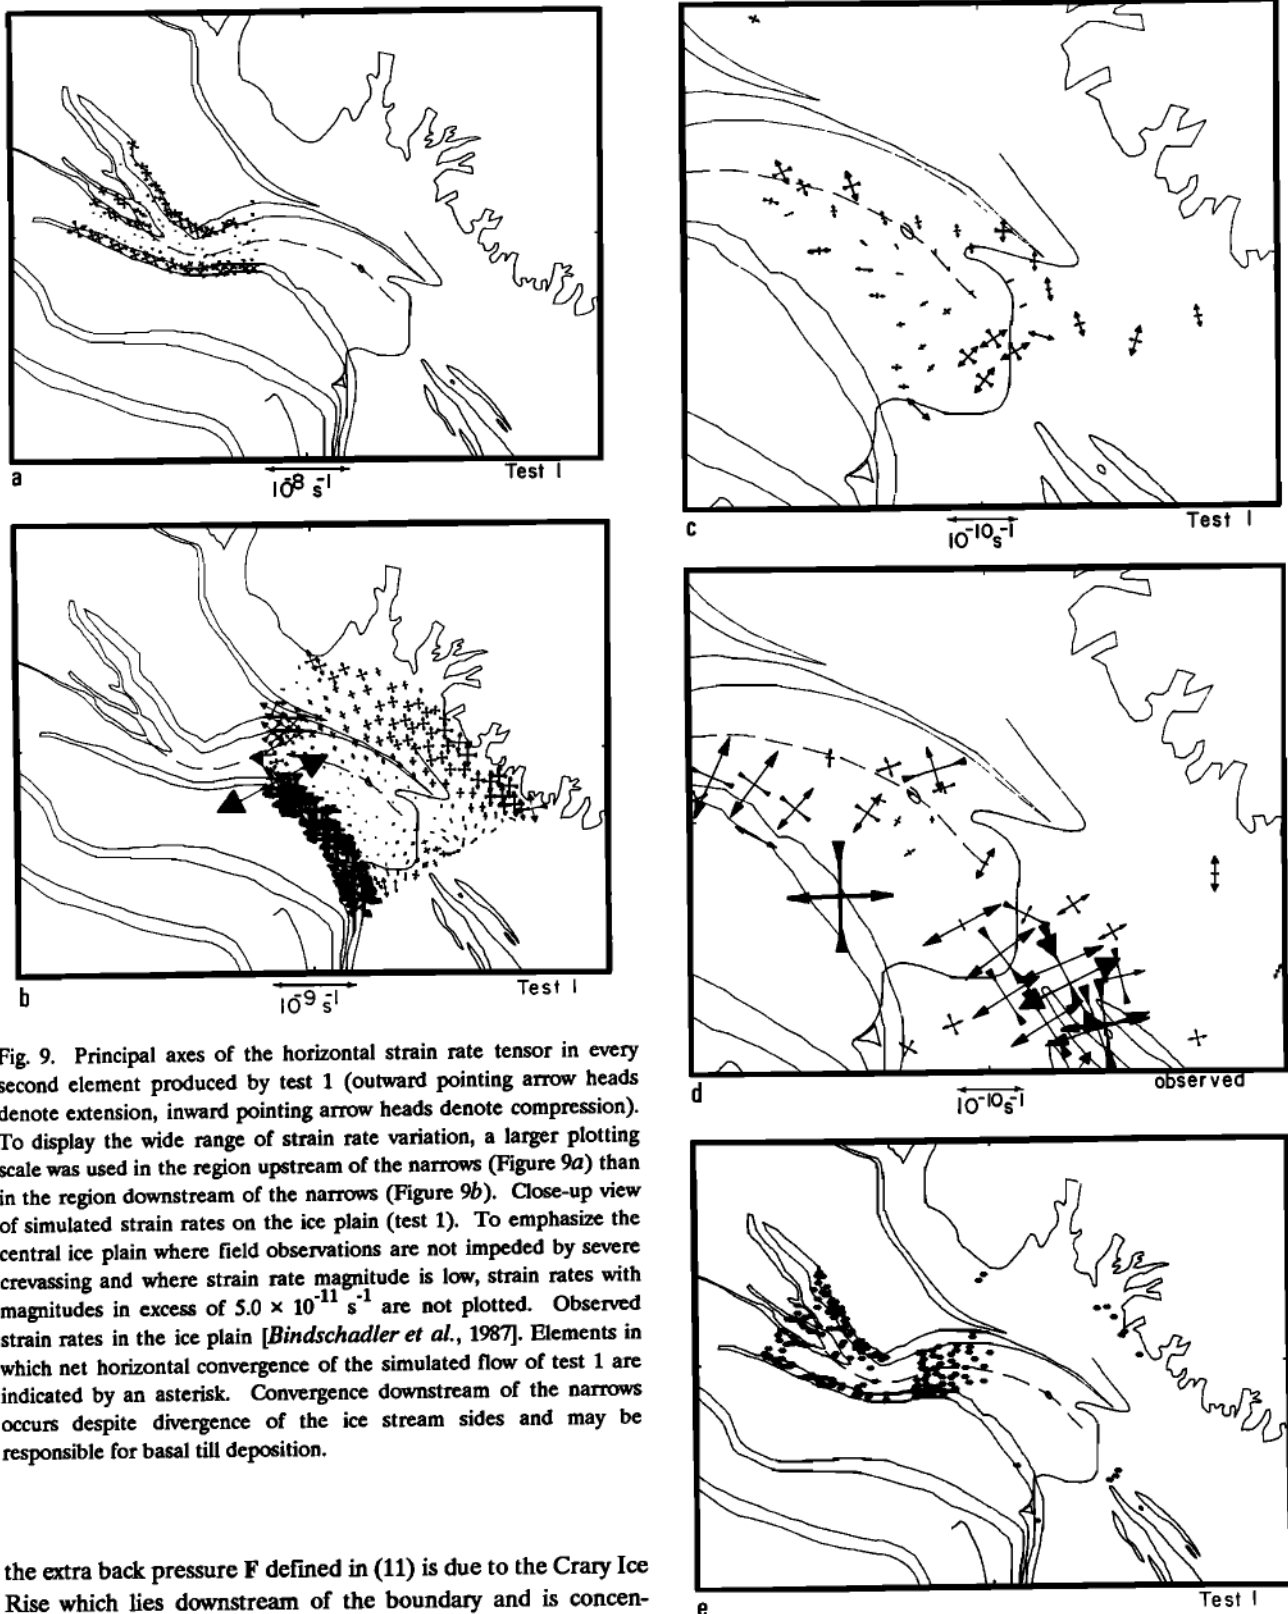 a
10⁻⁸ s⁻¹
Test 1
b
10⁻⁹ s⁻¹
Test 1
Fig. 9. Principal axes of the horizontal strain rate tensor in every
second element produced by test 1 (outward pointing arrow heads
denote extension, inward pointing arrow heads denote compression).
To display the wide range of strain rate variation, a larger plotting
scale was used in the region upstream of the narrows (Figure 9a) than
in the region downstream of the narrows (Figure 9b). Close-up view
of simulated strain rates on the ice plain (test 1). To emphasize the
central ice plain where field observations are not impeded by severe
crevassing and where strain rate magnitude is low, strain rates with
magnitudes in excess of 5.0 × 10⁻¹¹ s⁻¹ are not plotted. Observed
strain rates in the ice plain [Bindschadler et al., 1987]. Elements in
which net horizontal convergence of the simulated flow of test 1 are
indicated by an asterisk. Convergence downstream of the narrows
occurs despite divergence of the ice stream sides and may be
responsible for basal till deposition.
the extra back pressure F defined in (11) is due to the Crary Ice
Rise which lies downstream of the boundary and is concen-
c
10⁻¹⁰ s⁻¹
Test 1
d
10⁻¹⁰ s⁻¹
observed
e
Test 1